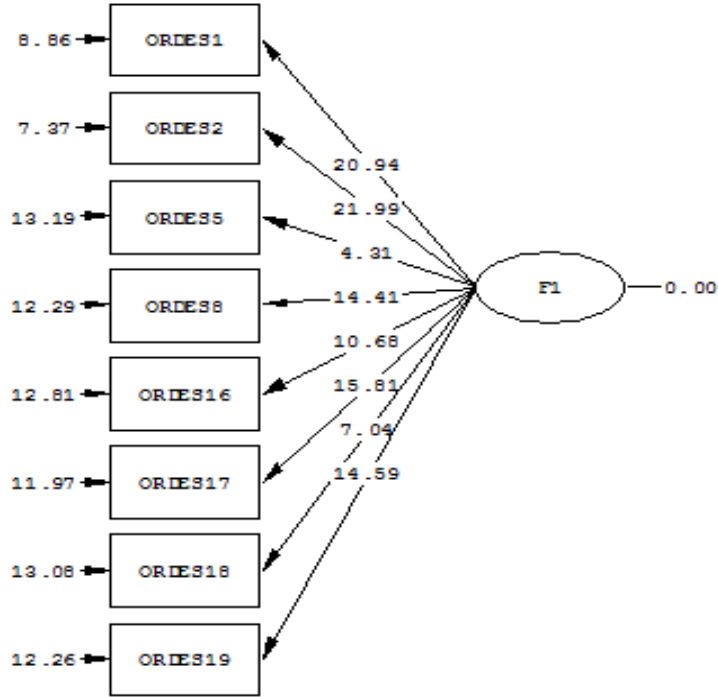 8.86 ORDES1
7.37 ORDES2
20.94
21.99
13.19 ORDES5
4.31
F1 0.00
12.29 ORDES8
14.41
10.68
12.81 ORDES16
15.81
7.04
11.97 ORDES17
14.59
13.08 ORDES18
12.26 ORDES19